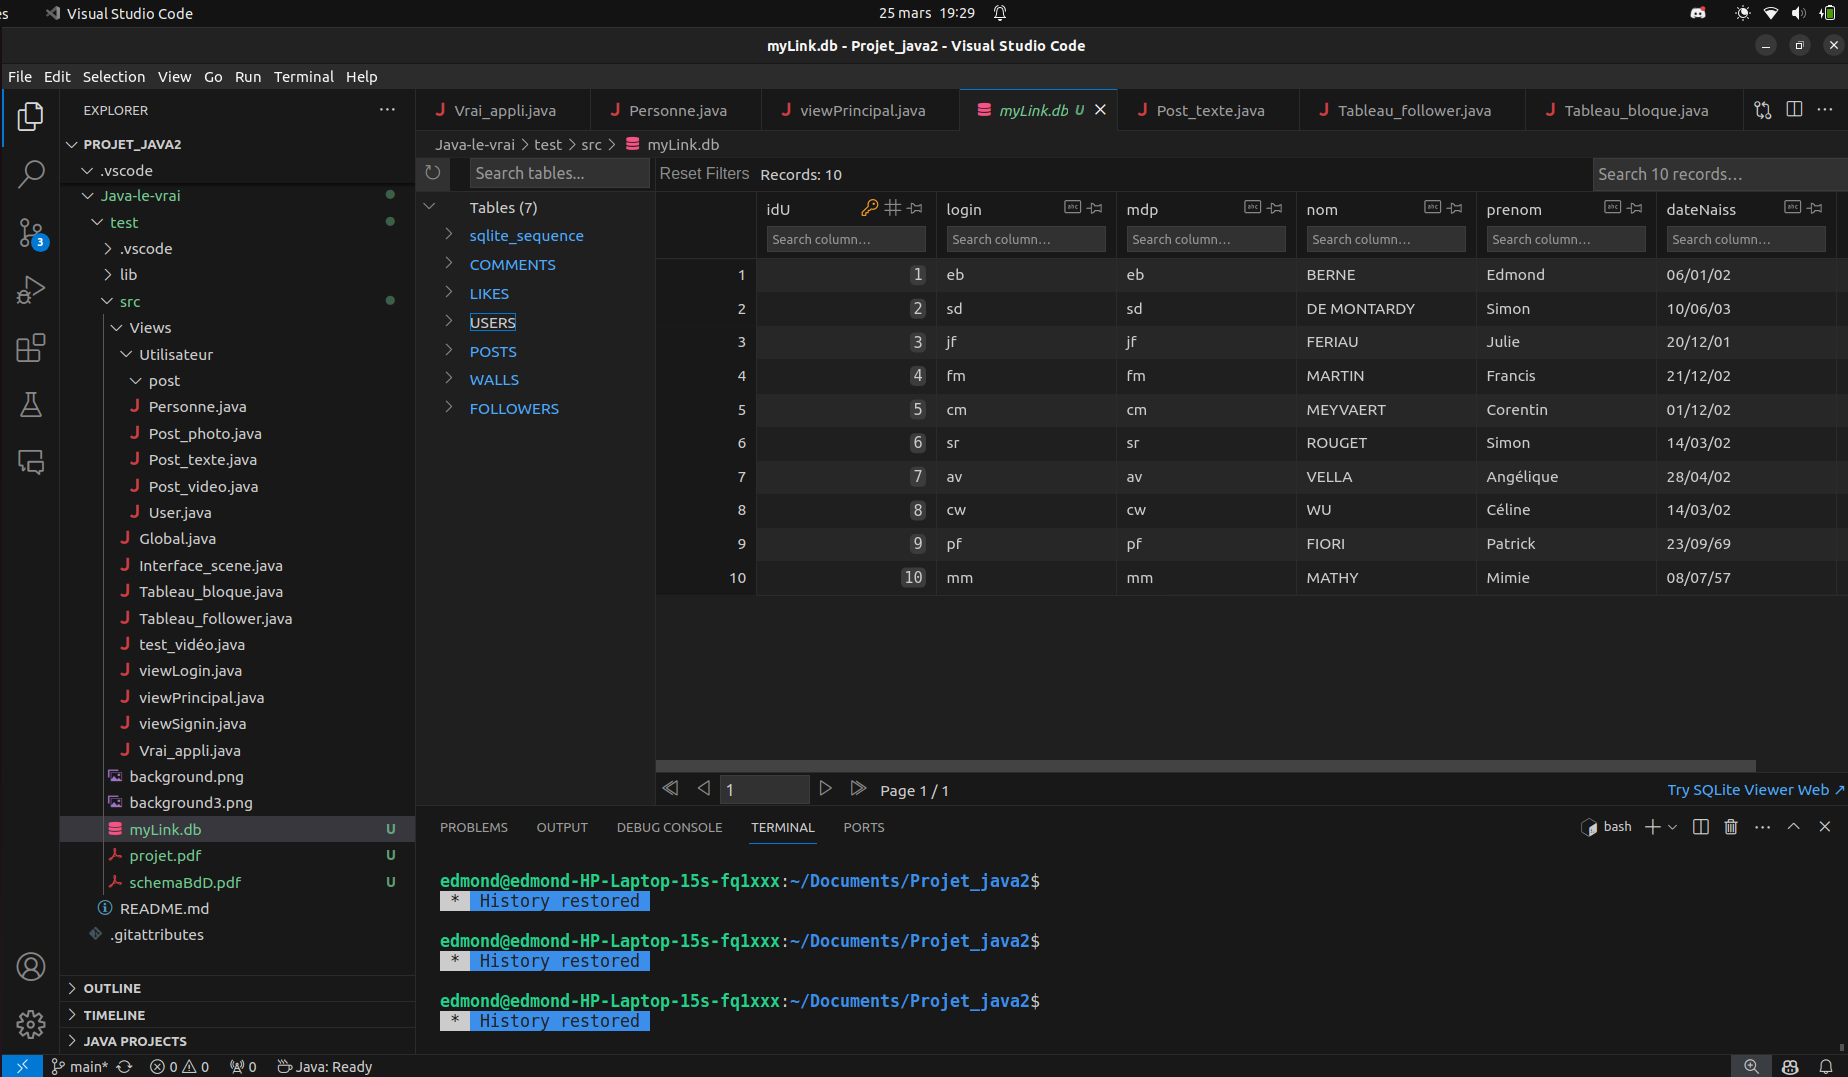 es Visual Studio Code 25 mars 19:29
myLink.db - Projet_java2 - Visual Studio Code
File Edit Selection View Go Run Terminal Help
EXPLORER
PROJET_JAVA2
.vscode
Java-le-vrai
test
.vscode
lib
src
Views
Utilisateur
post
Personne.java
Post_photo.java
Post_texte.java
Post_video.java
User.java
Global.java
Interface_scene.java
Tableau_bloque.java
Tableau_follower.java
test_vidéo.java
viewLogin.java
viewPrincipal.java
viewSignin.java
Vrai_appli.java
background.png
background3.png
myLink.db U
projet.pdf U
schemaBdD.pdf U
README.md
.gitattributes
OUTLINE
TIMELINE
JAVA PROJECTS
3
Vrai_appli.java Personne.java viewPrincipal.java myLink.db U Post_texte.java Tableau_follower.java Tableau_bloque.java
Java-le-vrai > test > src > myLink.db
Search tables... Reset Filters Records: 10 Search 10 records...
Tables (7)
sqlite_sequence
COMMENTS
LIKES
USERS
POSTS
WALLS
FOLLOWERS
idU login mdp nom prenom dateNaiss
Search column... Search column... Search column... Search column... Search column... Search column...
1 1 eb eb BERNE Edmond 06/01/02
2 2 sd sd DE MONTARDY Simon 10/06/03
3 3 jf jf FERIAU Julie 20/12/01
4 4 fm fm MARTIN Francis 21/12/02
5 5 cm cm MEYVAERT Corentin 01/12/02
6 6 sr sr ROUGET Simon 14/03/02
7 7 av av VELLA Angélique 28/04/02
8 8 cw cw WU Céline 14/03/02
9 9 pf pf FIORI Patrick 23/09/69
10 10 mm mm MATHY Mimie 08/07/57
1 Page 1 / 1 Try SQLite Viewer Web ↗
PROBLEMS OUTPUT DEBUG CONSOLE TERMINAL PORTS bash
edmond@edmond-HP-Laptop-15s-fq1xxx:~/Documents/Projet_java2$
* History restored
edmond@edmond-HP-Laptop-15s-fq1xxx:~/Documents/Projet_java2$
* History restored
edmond@edmond-HP-Laptop-15s-fq1xxx:~/Documents/Projet_java2$
* History restored
main* 0 0 0 Java: Ready